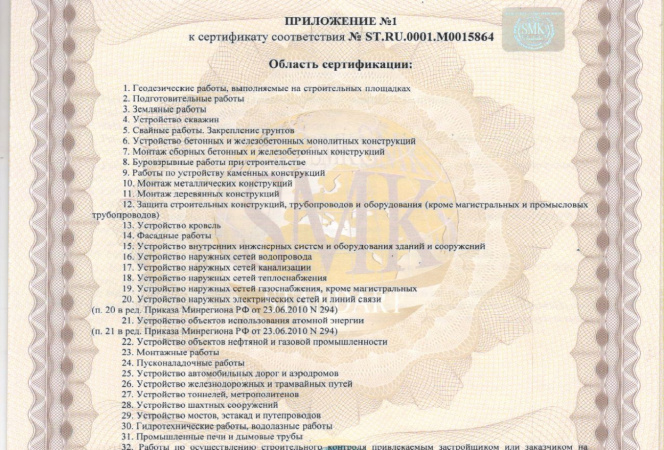 ПРИЛОЖЕНИЕ №1
к сертификату соответствия № ST.RU.0001.M0015864
SMK
Область сертификации:
1. Геодезические работы, выполняемые на строительных площадках
2. Подготовительные работы
3. Земляные работы
4. Устройство скважин
5. Свайные работы. Закрепление грунтов
6. Устройство бетонных и железобетонных монолитных конструкций
7. Монтаж сборных бетонных и железобетонных конструкций
8. Буровзрывные работы при строительстве
9. Работы по устройству каменных конструкций
10. Монтаж металлических конструкций
11. Монтаж деревянных конструкций
12. Защита строительных конструкций, трубопроводов и оборудования (кроме магистральных и промысловых
трубопроводов)
13. Устройство кровель
14. Фасадные работы
15. Устройство внутренних инженерных систем и оборудования зданий и сооружений
16. Устройство наружных сетей водопровода
17. Устройство наружных сетей канализации
18. Устройство наружных сетей теплоснабжения
19. Устройство наружных сетей газоснабжения, кроме магистральных
20. Устройство наружных электрических сетей и линий связи
(п. 20 в ред. Приказа Минрегиона РФ от 23.06.2010 N 294)
21. Устройство объектов использования атомной энергии
(п. 21 в ред. Приказа Минрегиона РФ от 23.06.2010 N 294)
22. Устройство объектов нефтяной и газовой промышленности
23. Монтажные работы
24. Пусконаладочные работы
25. Устройство автомобильных дорог и аэродромов
26. Устройство железнодорожных и трамвайных путей
27. Устройство тоннелей, метрополитенов
28. Устройство шахтных сооружений
29. Устройство мостов, эстакад и путепроводов
30. Гидротехнические работы, водолазные работы
31. Промышленные печи и дымовые трубы
32. Работы по осуществлению строительного контроля привлекаемым застройщиком или заказчиком на
SMK